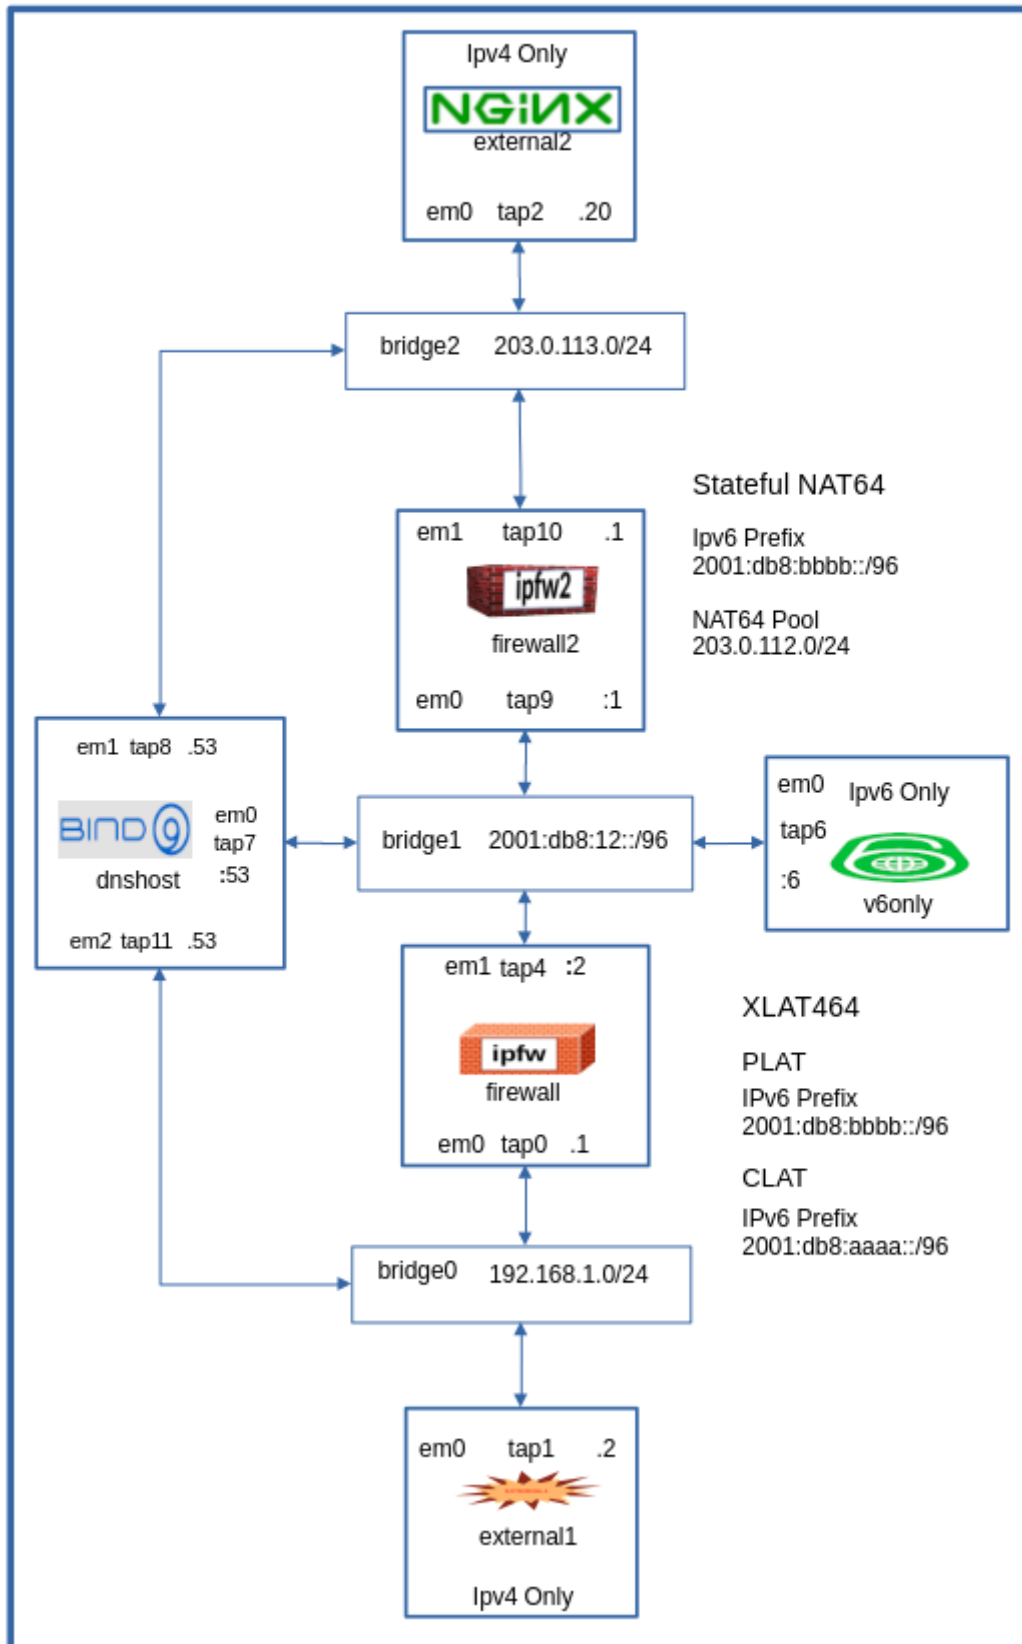 Ipv4 Only
NGiNX
external2
em0 tap2 .20
bridge2 203.0.113.0/24
Stateful NAT64
Ipv6 Prefix
2001:db8:bbbb::/96
NAT64 Pool
203.0.112.0/24
em1 tap10 .1
ipfw2
firewall2
em0 tap9 :1
em1 tap8 .53
BIND 9
em0
tap7
:53
dnshost
em2 tap11 .53
bridge1 2001:db8:12::/96
em0
Ipv6 Only
tap6
6
:6
v6only
em1 tap4 :2
ipfw
firewall
em0 tap0 .1
XLAT464
PLAT
IPv6 Prefix
2001:db8:bbbb::/96
CLAT
IPv6 Prefix
2001:db8:aaaa::/96
bridge0 192.168.1.0/24
em0 tap1 .2
external1
Ipv4 Only